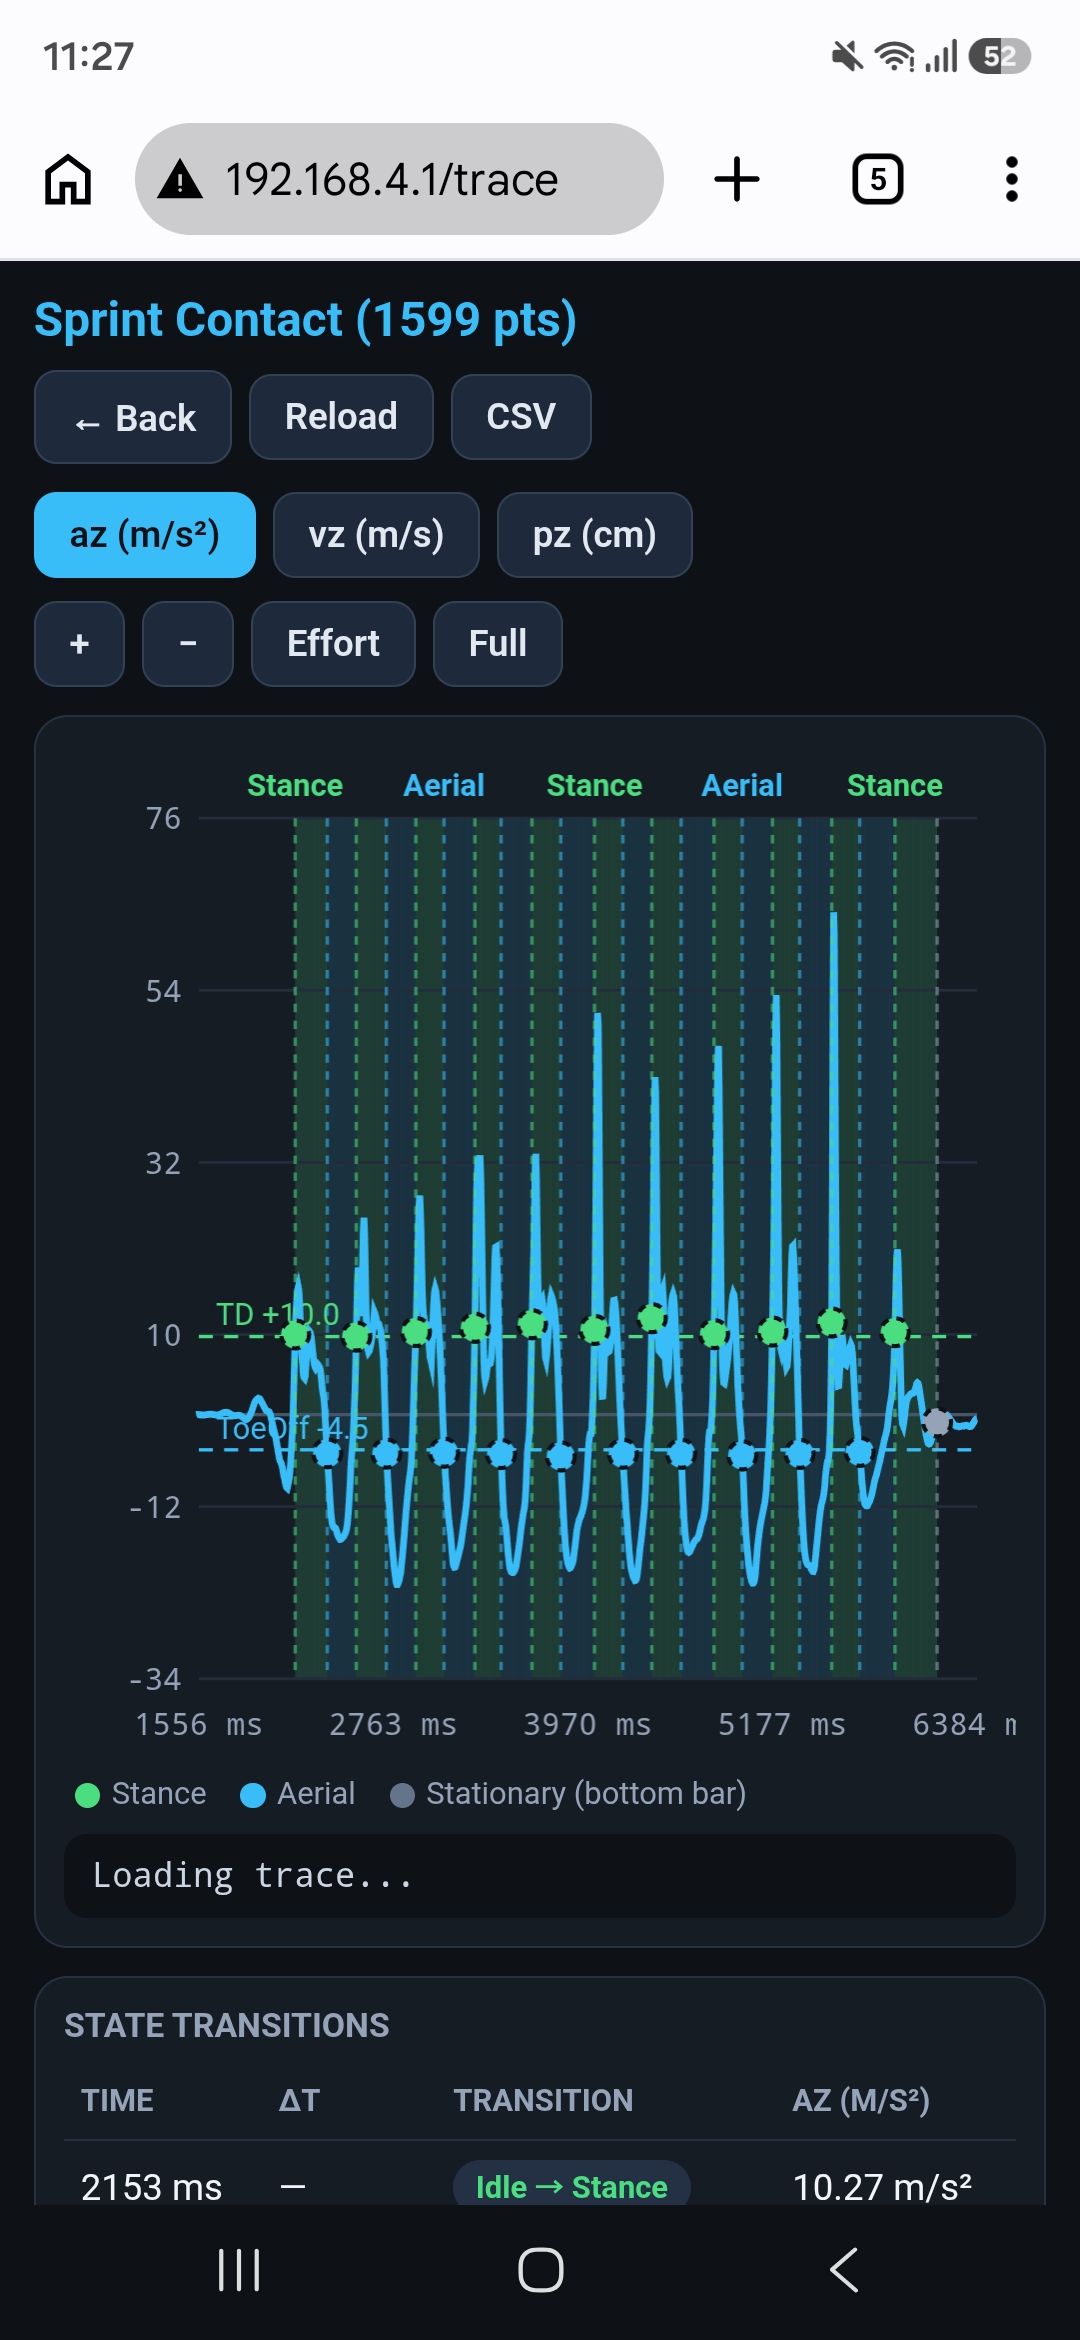 11:27
52
192.168.4.1/trace
5
Sprint Contact (1599 pts)
← Back Reload CSV
az (m/s²) vz (m/s) pz (cm)
+ − Effort Full
Stance Aerial Stance Aerial Stance
76
54
32
TD +10.0
10
ToeOff -4.5
-12
-34
1556 ms 2763 ms 3970 ms 5177 ms 6384 m
Stance Aerial Stationary (bottom bar)
Loading trace...
STATE TRANSITIONS
TIME ΔT TRANSITION AZ (M/S²)
2153 ms — Idle → Stance 10.27 m/s²